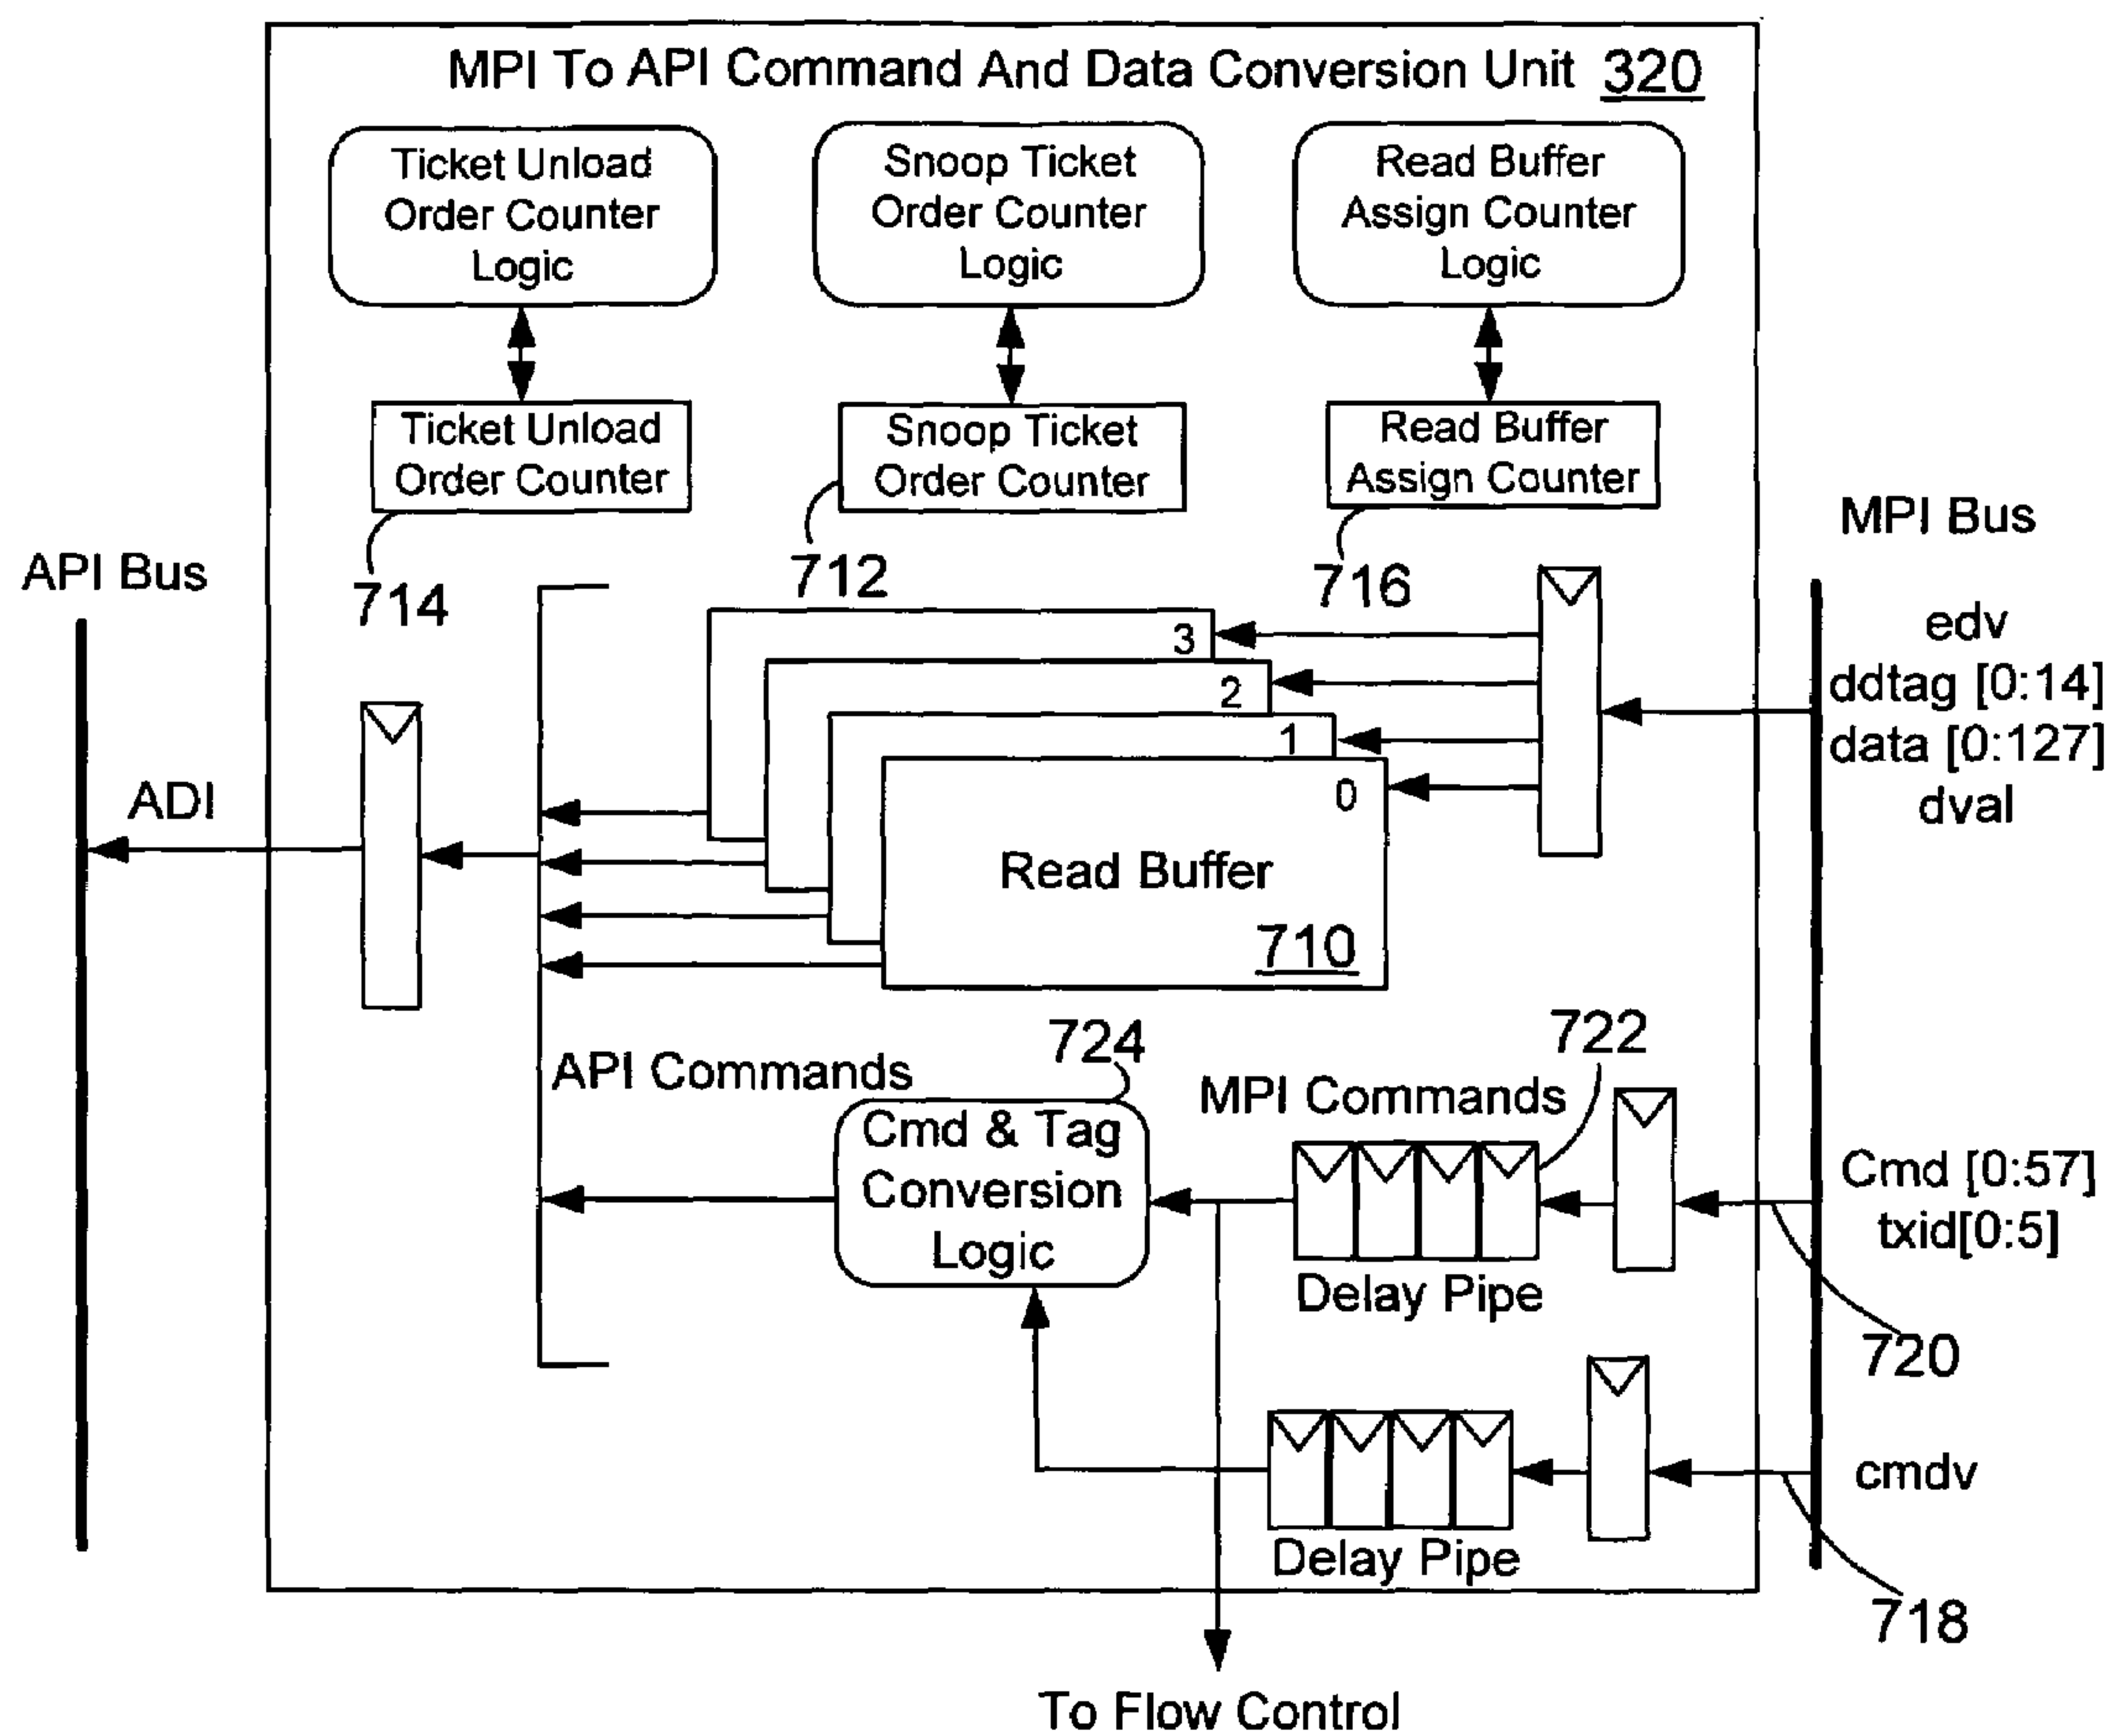 MPI To API Command And Data Conversion Unit 320
Ticket Unload
Order Counter
Logic
Snoop Ticket
Order Counter
Logic
Read Buffer
Assign Counter
Logic
Ticket Unload
Order Counter
Snoop Ticket
Order Counter
Read Buffer
Assign Counter
714
712
716
API Bus
MPI Bus
edv
ddtag [0:14]
data [0:127]
dval
3
2
1
0
Read Buffer
710
ADI
API Commands
724
MPI Commands
722
Cmd & Tag
Conversion
Logic
Delay Pipe
Cmd [0:57]
txid[0:5]
720
Delay Pipe
cmdv
718
To Flow Control